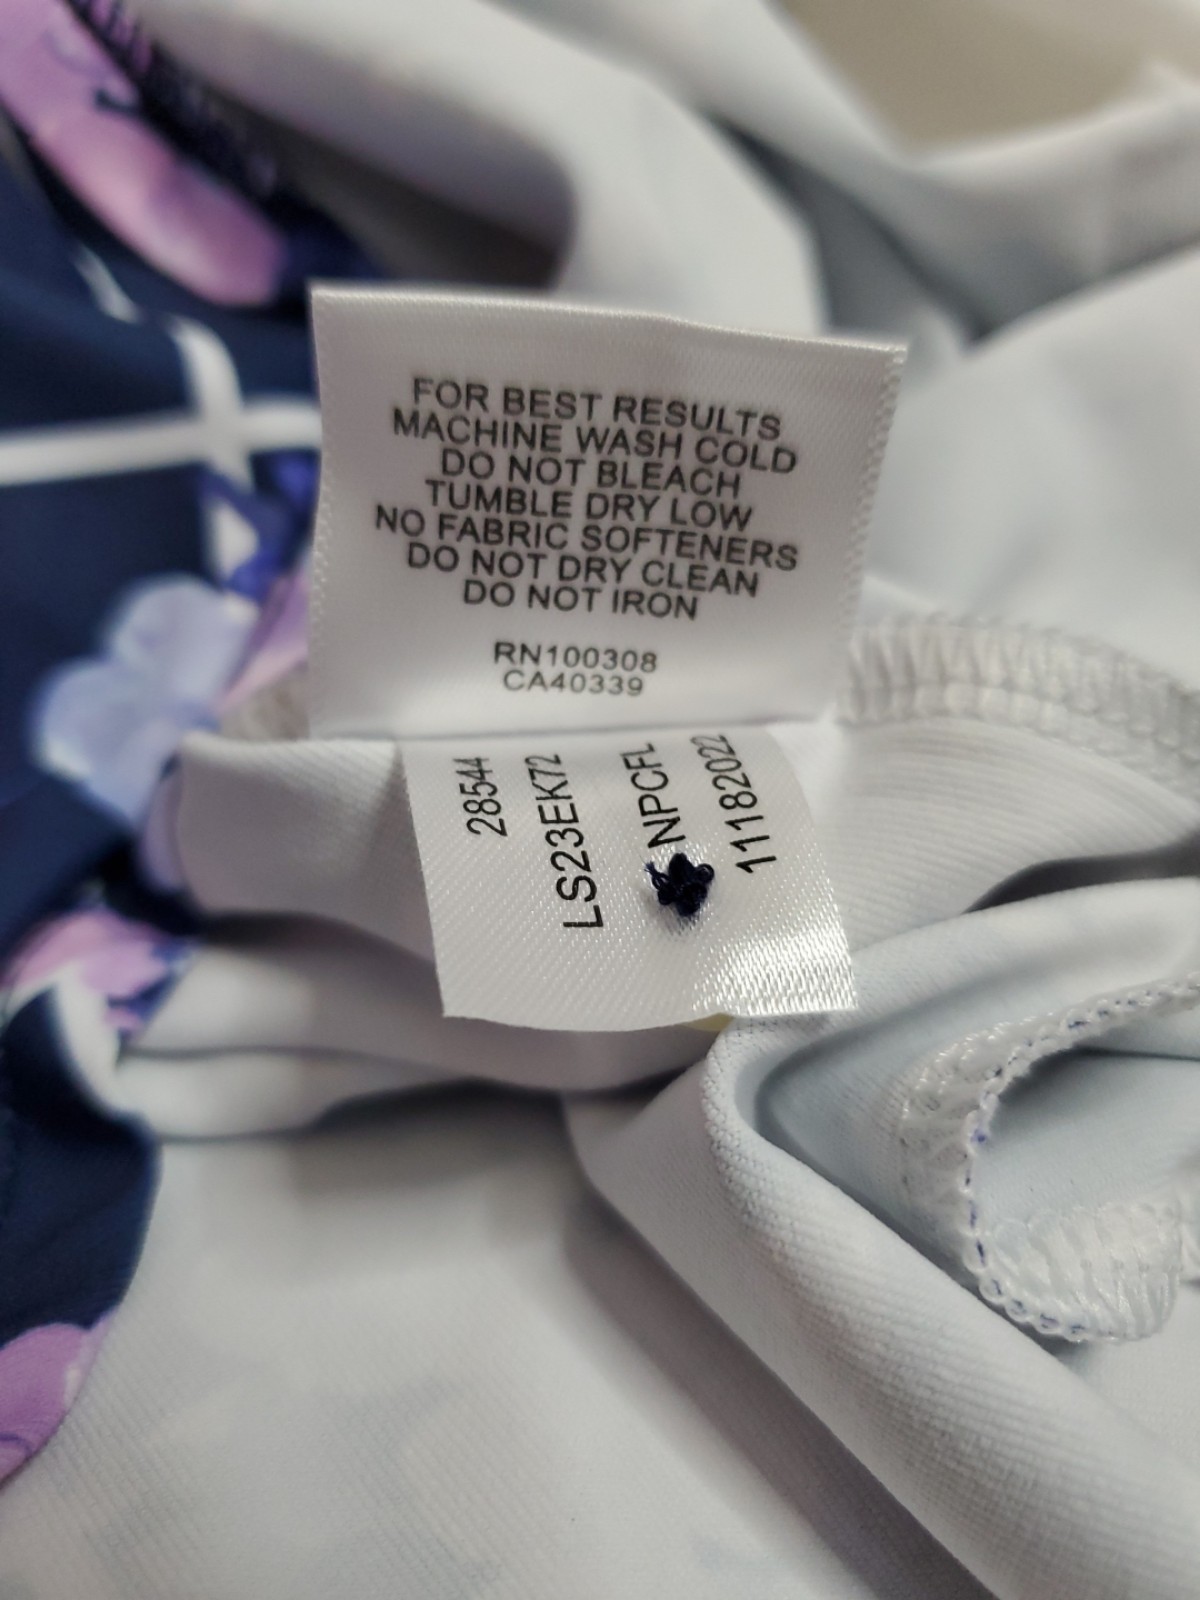 FOR BEST RESULTS
MACHINE WASH COLD
DO NOT BLEACH
TUMBLE DRY LOW
NO FABRIC SOFTENERS
DO NOT DRY CLEAN
DO NOT IRON
RN100308
CA40339
28544
LS23EK72
NPCFL
11182022